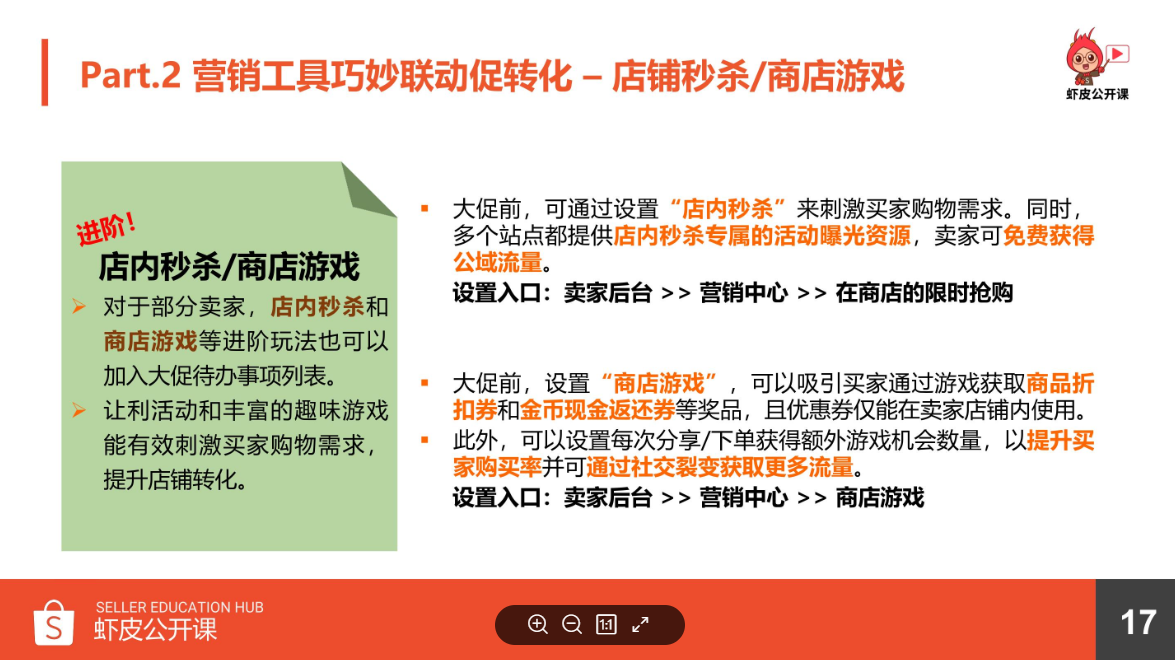 Part.2 营销工具巧妙联动促转化 – 店铺秒杀/商店游戏
虾皮公开课
进阶!
店内秒杀/商店游戏
➢ 对于部分卖家，店内秒杀和
商店游戏等进阶玩法也可以
加入大促待办事项列表。
➢ 让利活动和丰富的趣味游戏
能有效刺激买家购物需求，
提升店铺转化。
▪ 大促前，可通过设置“店内秒杀”来刺激买家购物需求。同时，
多个站点都提供店内秒杀专属的活动曝光资源，卖家可免费获得
公域流量。
设置入口：卖家后台 >> 营销中心 >> 在商店的限时抢购
▪ 大促前，设置“商店游戏”，可以吸引买家通过游戏获取商品折
扣券和金币现金返还券等奖品，且优惠券仅能在卖家店铺内使用。
▪ 此外，可以设置每次分享/下单获得额外游戏机会数量，以提升买
家购买率并可通过社交裂变获取更多流量。
设置入口：卖家后台 >> 营销中心 >> 商店游戏
S
SELLER EDUCATION HUB
虾皮公开课
1:1
17